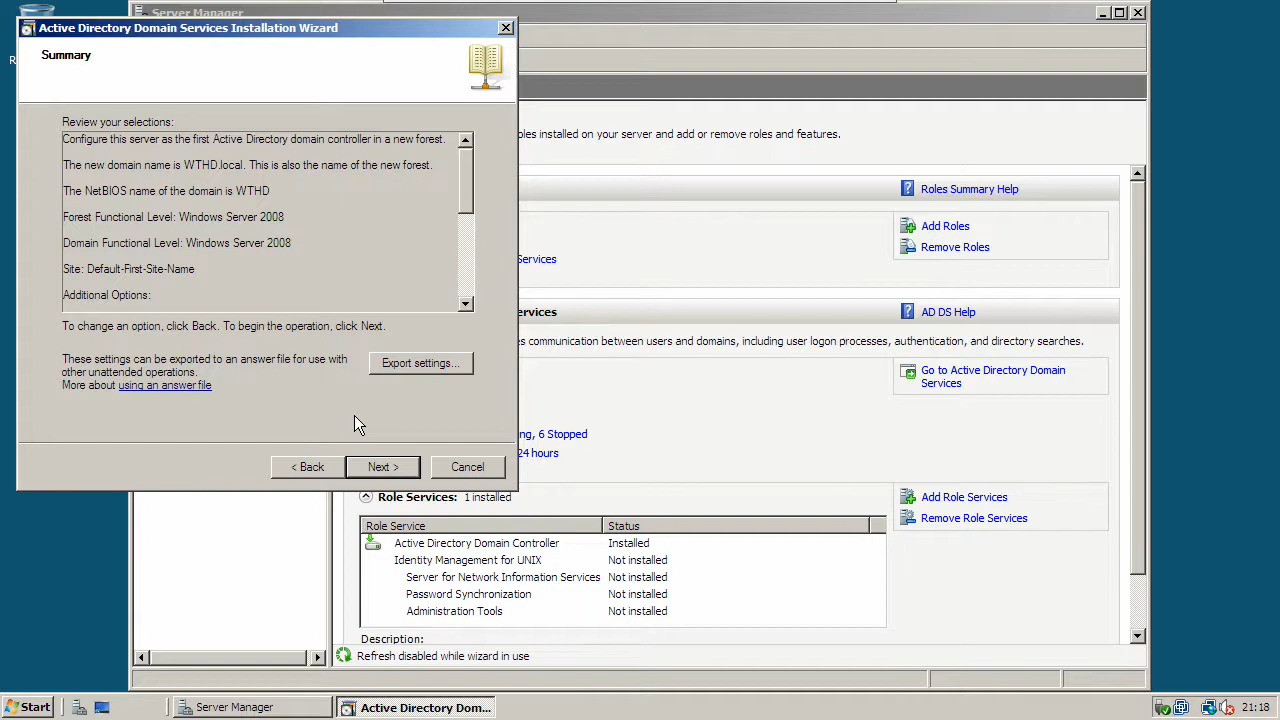 Server Manager
Active Directory Domain Services Installation Wizard
Summary
Review your selections:
Configure this server as the first Active Directory domain controller in a new forest.
The new domain name is WTHD.local. This is also the name of the new forest.
The NetBIOS name of the domain is WTHD
Forest Functional Level: Windows Server 2008
Domain Functional Level: Windows Server 2008
Site: Default-First-Site-Name
Additional Options:
To change an option, click Back. To begin the operation, click Next.
These settings can be exported to an answer file for use with
other unattended operations.
More about using an answer file
Export settings...
< Back
Next >
Cancel
R
oles installed on your server and add or remove roles and features.
Roles Summary Help
Add Roles
Remove Roles
Services
ervices
AD DS Help
es communication between users and domains, including user logon processes, authentication, and directory searches.
Go to Active Directory Domain
Services
ng, 6 Stopped
24 hours
Role Services: 1 installed
Add Role Services
Remove Role Services
Role Service Status
Active Directory Domain Controller Installed
Identity Management for UNIX Not installed
Server for Network Information Services Not installed
Password Synchronization Not installed
Administration Tools Not installed
Description:
Refresh disabled while wizard in use
Start
Server Manager
Active Directory Dom...
21:18